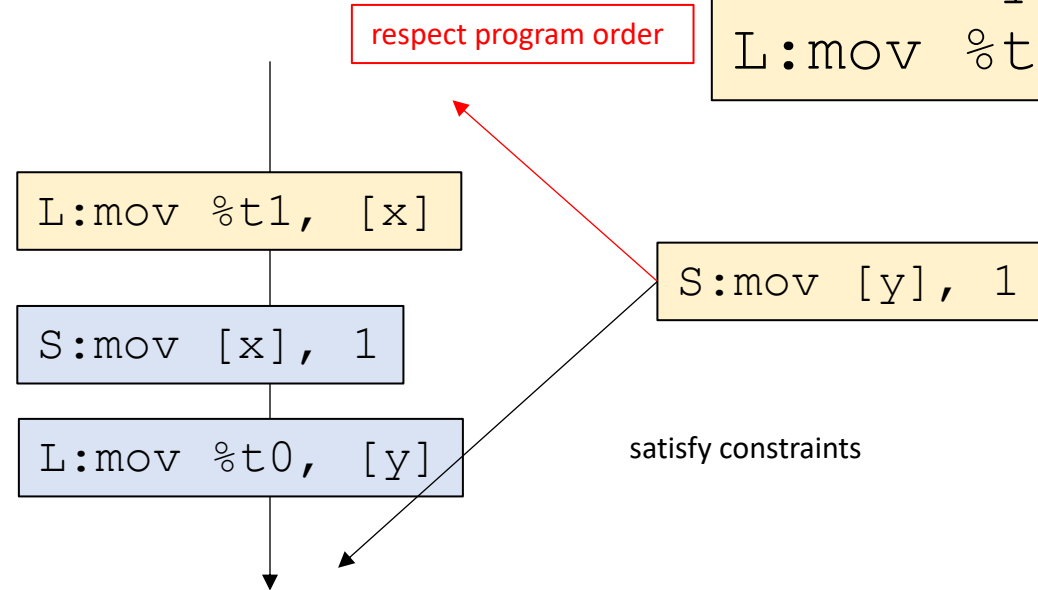 respect program order
L:mov %t
L:mov %t1, [x]
S:mov [y], 1
S:mov [x], 1
L:mov %t0, [y]
satisfy constraints